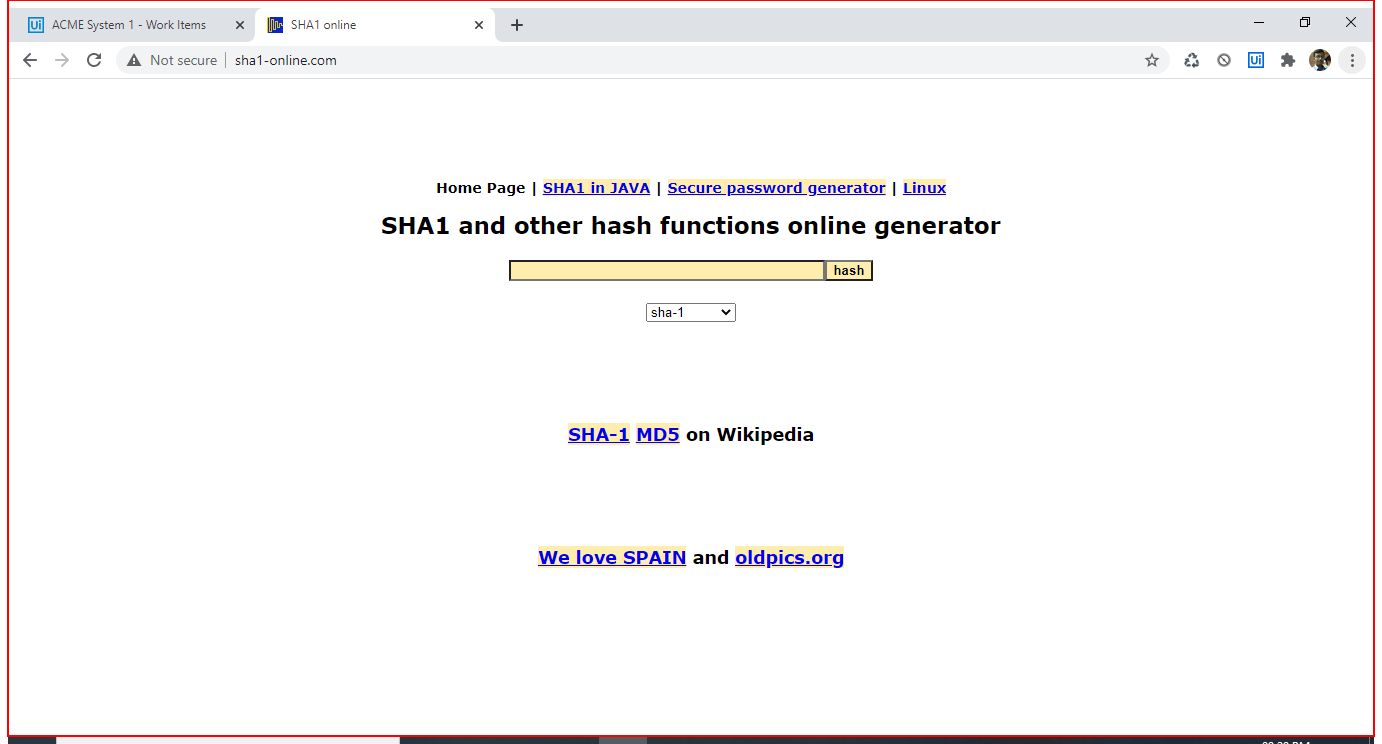 Ui ACME System 1 - Work Items SHA1 online
Not secure sha1-online.com Ui
Home Page | SHA1 in JAVA | Secure password generator | Linux
SHA1 and other hash functions online generator
hash
sha-1
SHA-1 MD5 on Wikipedia
We love SPAIN and oldpics.org